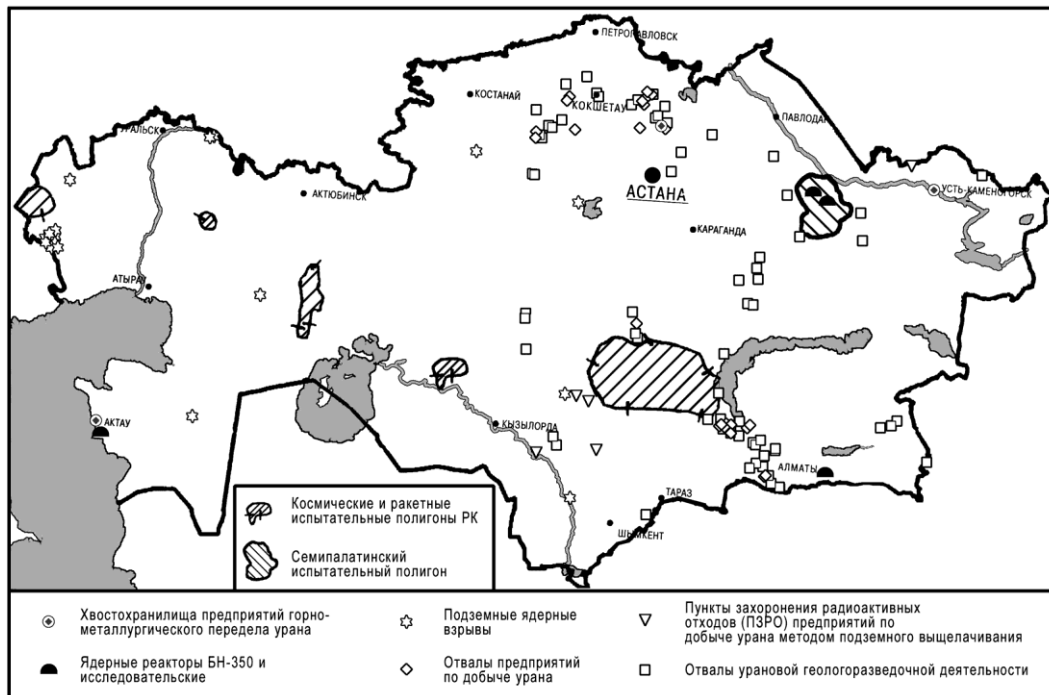 ПЕТРОПАВЛОВСК
КОСТАНАЙ
КОКШЕТАУ
ПАВЛОДАР
УРАЛЬСК
АСТАНА
УСТЬ-КАМЕНОГОРСК
АКТЮБИНСК
КАРАГАНДА
АТЫРАУ
АКТАУ
КЫЗЫЛОРДА
АЛМАТЫ
ТАРАЗ
ШЫМКЕНТ
Космические и ракетные
испытательные полигоны РК
Семипалатинский
испытательный полигон
Хвостохранилища предприятий горно-
металлургического передела урана
Ядерные реакторы БН-350 и
исследовательские
Подземные ядерные
взрывы
Отвалы предприятий
по добыче урана
Пункты захоронения радиоактивных
отходов (ПЗРО) предприятий по
добыче урана методом подземного выщелачивания
Отвалы урановой геологоразведочной деятельности